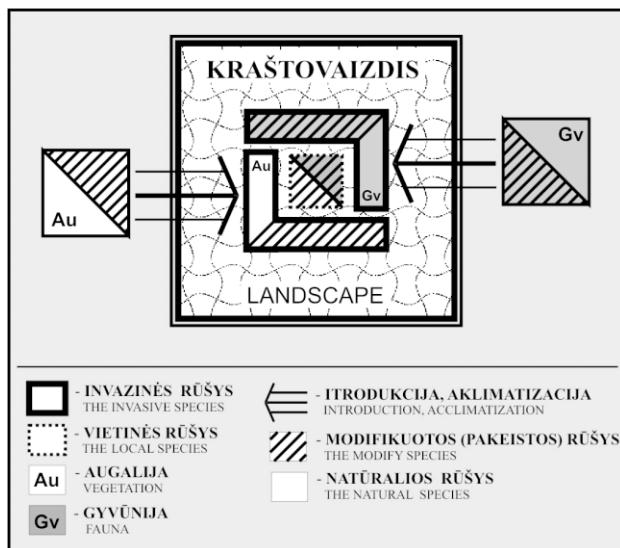 KRAŠTOVAIZDIS
Au
Gv
Au
Gv
LANDSCAPE
- INVAZINĖS RŪŠYS
THE INVASIVE SPECIES
- VIETINĖS RŪŠYS
THE LOCAL SPECIES
Au - AUGALIJA
VEGETATION
Gv - GYVŪNIJA
FAUNA
- ITRODUKCIJA, AKLIMATIZACIJA
INTRODUCTION, ACCLIMATIZATION
- MODIFIKUOTOS (PAKEISTOS) RŪŠYS
THE MODIFY SPECIES
- NATŪRALIOS RŪŠYS
THE NATURAL SPECIES